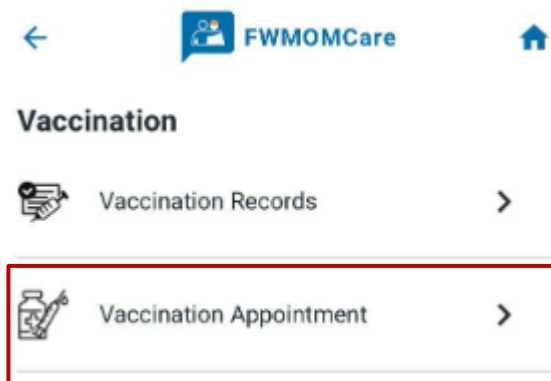 FWMOMCare
Vaccination
Vaccination Records
Vaccination Appointment